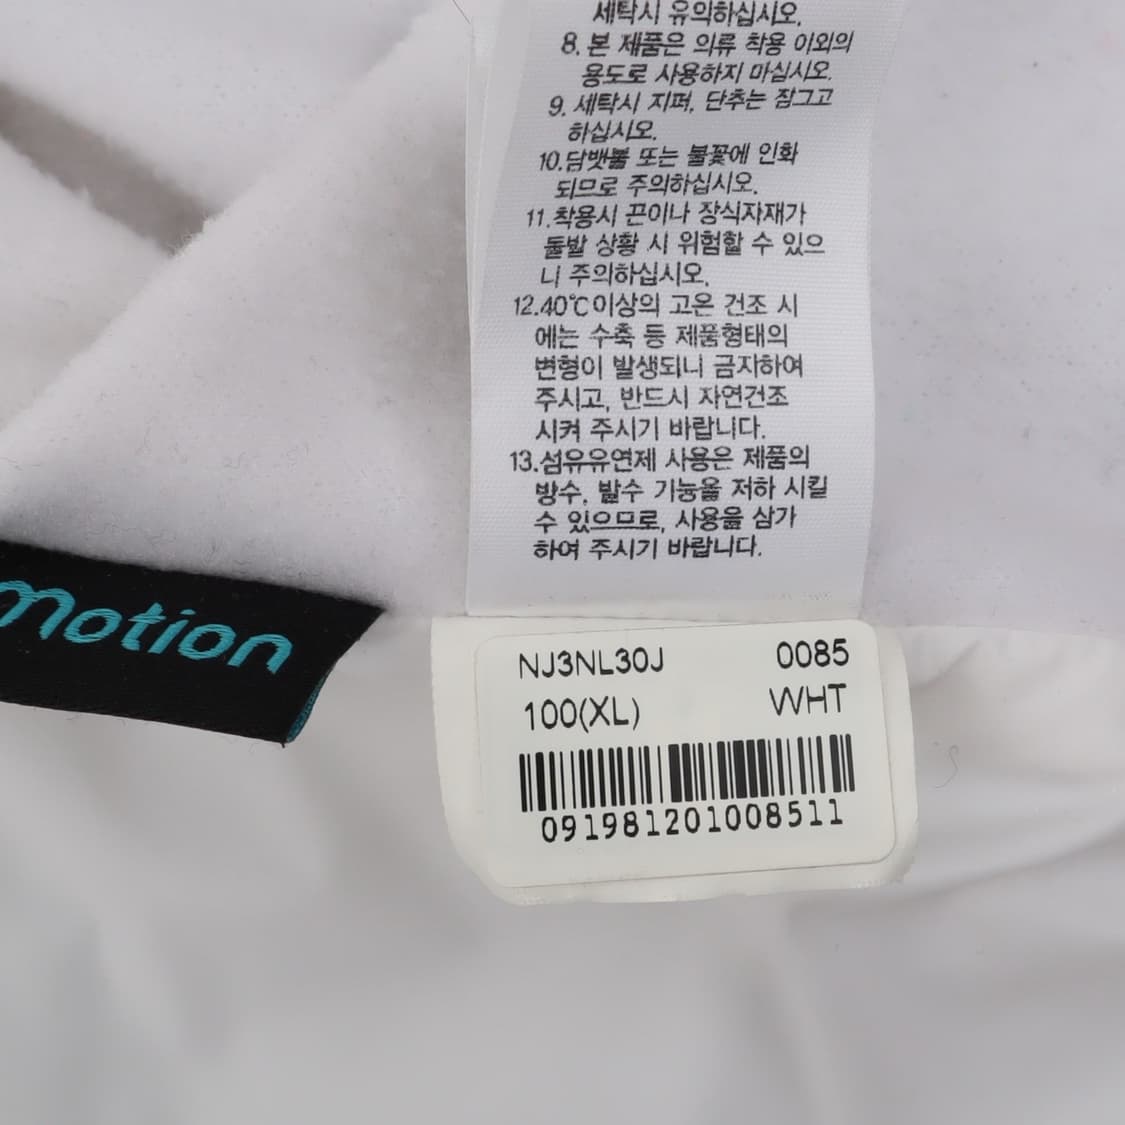 세탁시 유의하십시오.
8. 본 제품은 의류 착용 이외의
용도로 사용하지 마십시오.
9. 세탁시 지퍼, 단추는 잠그고
하십시오.
10.담뱃불 또는 불꽃에 인화
되므로 주의하십시오.
11.착용시 끈이나 장식자재가
돌발 상황 시 위험할 수 있으
니 주의하십시오.
12.40℃이상의 고온 건조 시
에는 수축 등 제품형태의
변형이 발생되니 금지하여
주시고, 반드시 자연건조
시켜 주시기 바랍니다.
13.섬유유연제 사용은 제품의
방수, 발수 기능을 저하 시킬
수 있으므로, 사용을 삼가
하여 주시기 바랍니다.
motion
NJ3NL30J 0085
100(XL) WHT
091981201008511